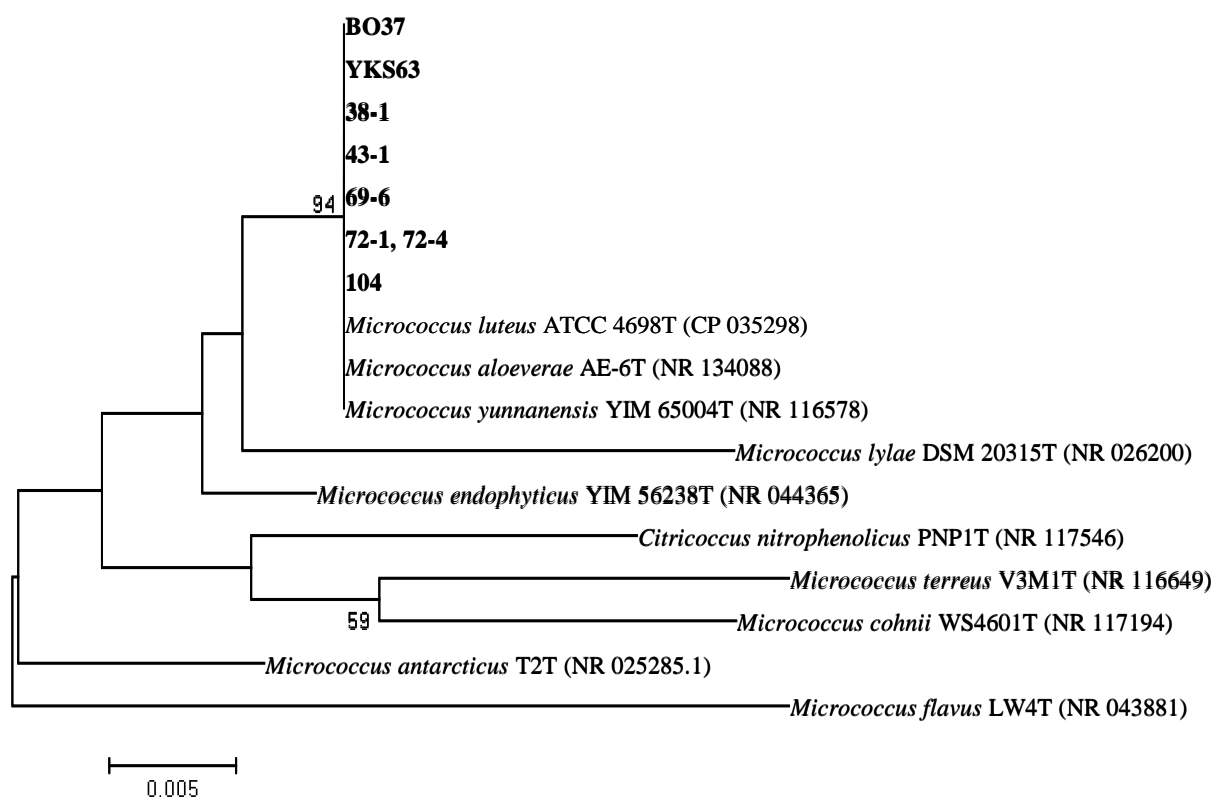 BO37
YKS63
38-1
43-1
94
69-6
72-1, 72-4
104
Micrococcus luteus ATCC 4698T (CP 035298)
Micrococcus aloeverae AE-6T (NR 134088)
Micrococcus yunnanensis YIM 65004T (NR 116578)
Micrococcus lylae DSM 20315T (NR 026200)
Micrococcus endophyticus YIM 56238T (NR 044365)
Citricoccus nitrophenolicus PNP1T (NR 117546)
Micrococcus terreus V3M1T (NR 116649)
59
Micrococcus cohnii WS4601T (NR 117194)
Micrococcus antarcticus T2T (NR 025285.1)
Micrococcus flavus LW4T (NR 043881)
0.005